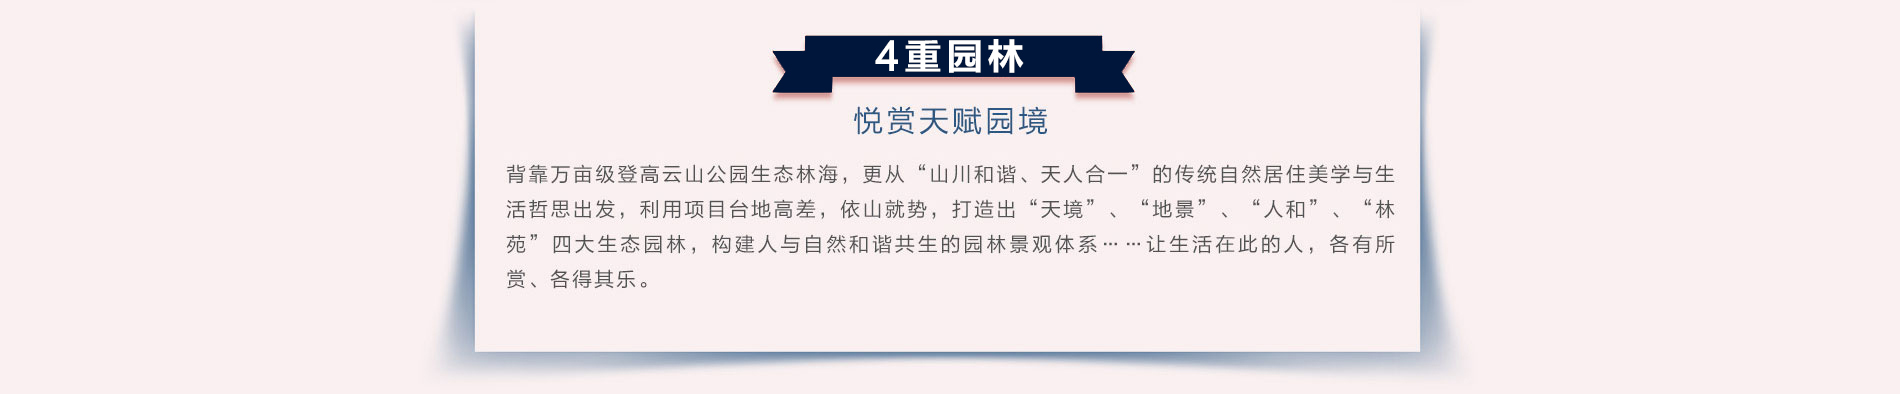 4重园林
悦赏天赋园境
背靠万亩级登高云山公园生态林海，更从“山川和谐、天人合一”的传统自然居住美学与生
活哲思出发，利用项目台地高差，依山就势，打造出“天境”、“地景”、“人和”、“林
苑”四大生态园林，构建人与自然和谐共生的园林景观体系……让生活在此的人，各有所
赏、各得其乐。